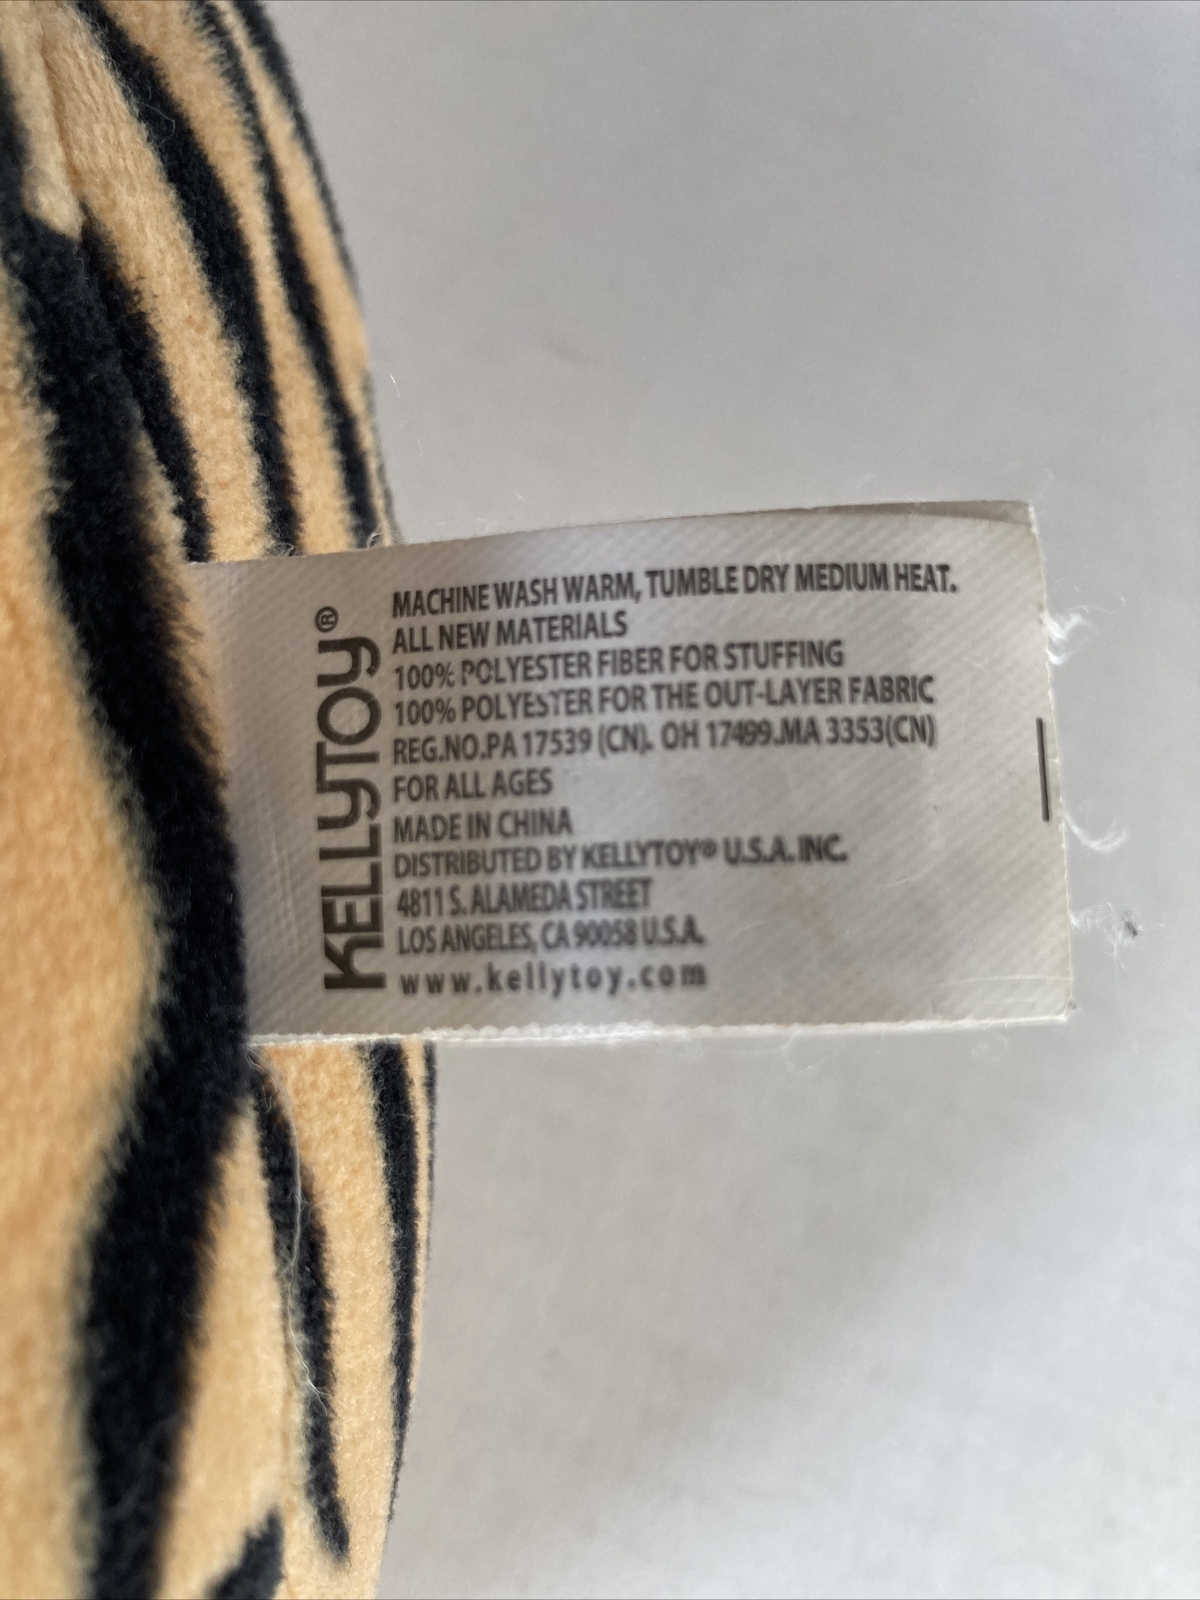 KELLYTOY®
MACHINE WASH WARM, TUMBLE DRY MEDIUM HEAT.
ALL NEW MATERIALS
100% POLYESTER FIBER FOR STUFFING
100% POLYESTER FOR THE OUT-LAYER FABRIC
REG.NO.PA 17539 (CN). OH 17499.MA 3353(CN)
FOR ALL AGES
MADE IN CHINA
DISTRIBUTED BY KELLYTOY® U.S.A. INC.
4811 S. ALAMEDA STREET
LOS ANGELES, CA 90058 U.S.A.
www.kellytoy.com